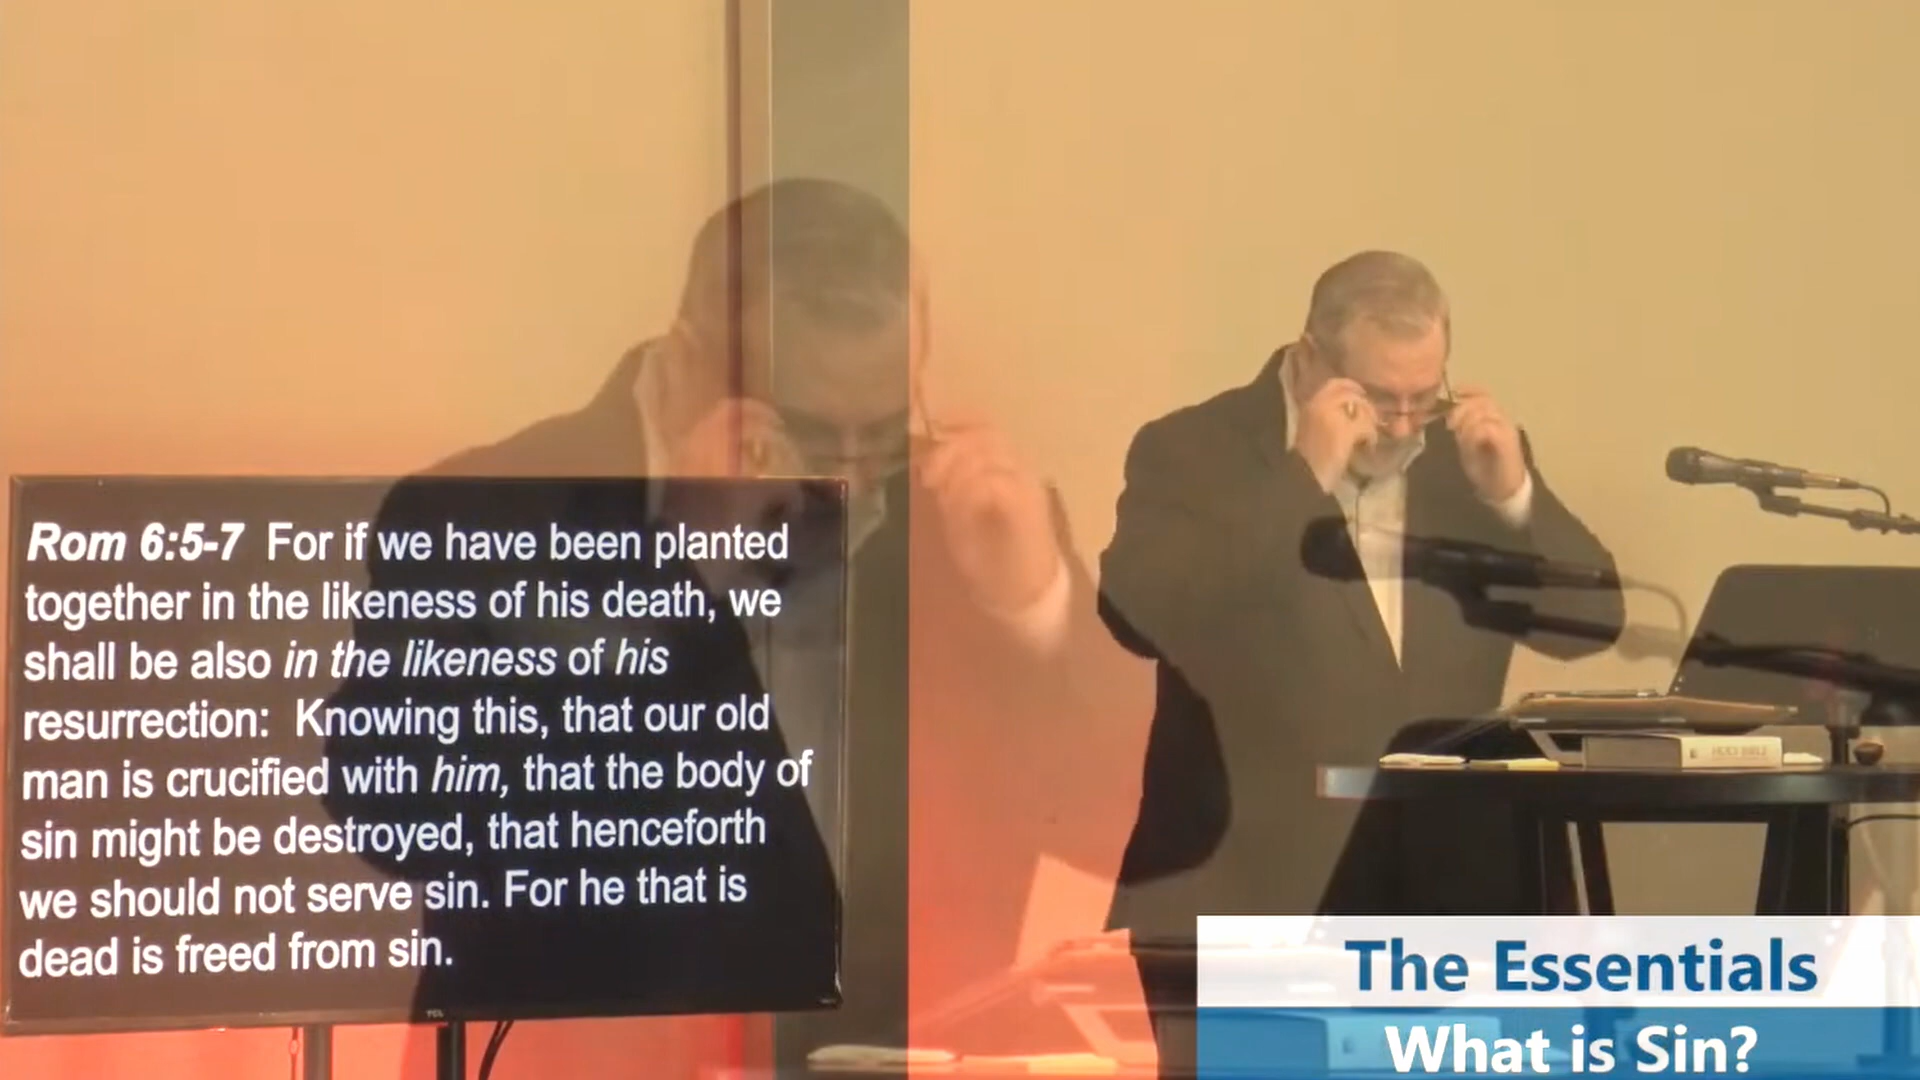 Rom 6:5-7 For if we have been planted
together in the likeness of his death, we
shall be also in the likeness of his
resurrection: Knowing this, that our old
man is crucified with him, that the body of
sin might be destroyed, that henceforth
we should not serve sin. For he that is
dead is freed from sin.
TCL
HOLY BIBLE
The Essentials
What is Sin?